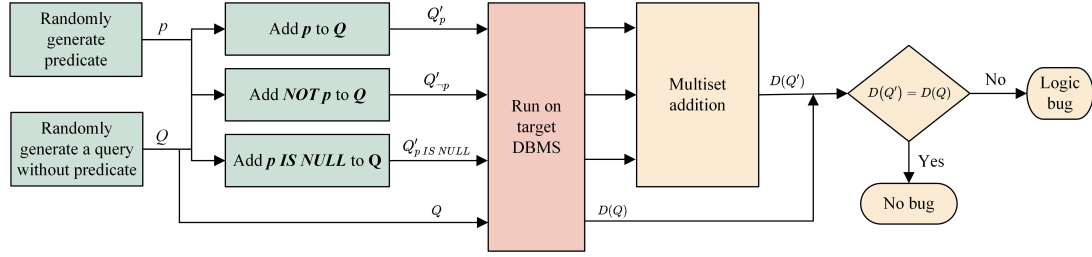 Randomly
generate
predicate
p
Randomly
generate a query
without predicate
Q
Add p to Q
Add NOT p to Q
Add p IS NULL to Q
Q′p
Q′¬p
Q′p IS NULL
Q
Run on
target
DBMS
Multiset
addition
D(Q′)
D(Q)
D(Q′) = D(Q)
No
Logic
bug
Yes
No bug